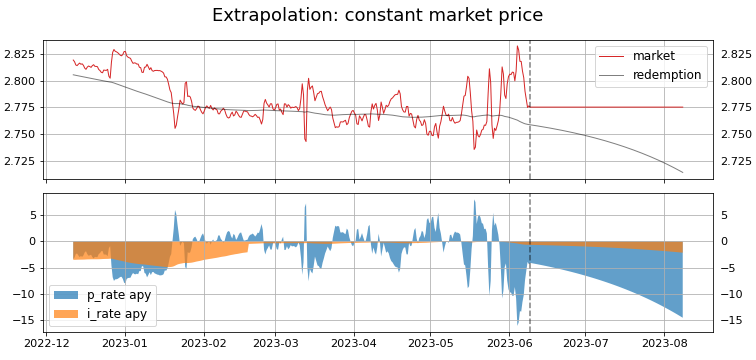 Extrapolation: constant market price
2.825 2.825
2.800 2.800
2.775 2.775
2.750 2.750
2.725 2.725
market
redemption
5 5
0 0
−5 −5
−10 −10
−15 −15
p_rate apy
i_rate apy
2022-12 2023-01 2023-02 2023-03 2023-04 2023-05 2023-06 2023-07 2023-08